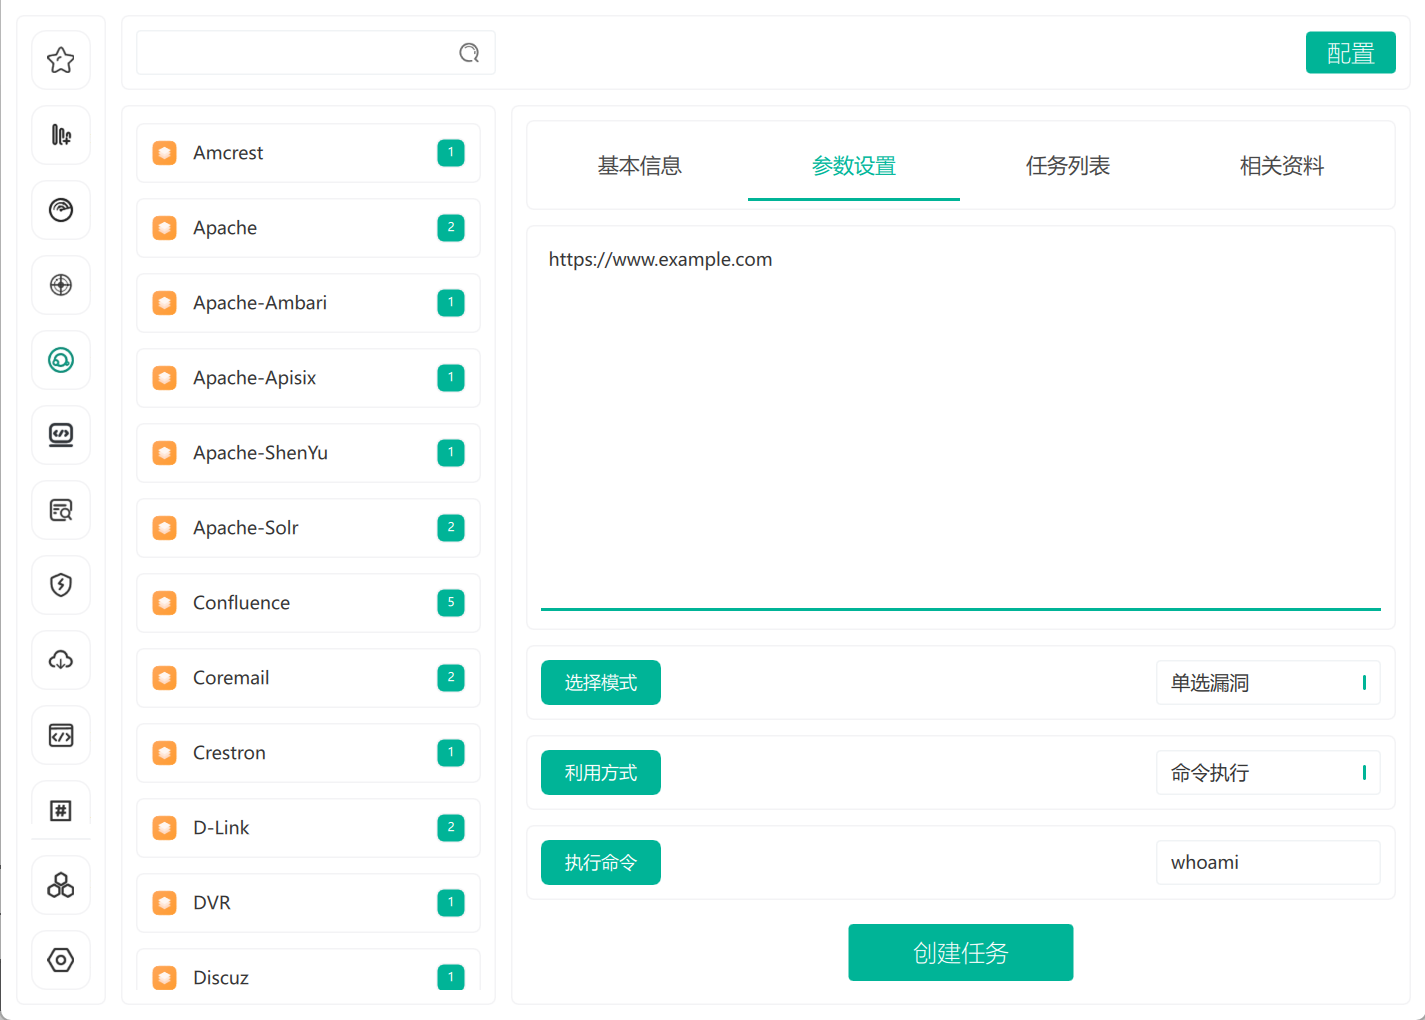 配置
Amcrest 1
Apache 2
Apache-Ambari 1
Apache-Apisix 1
Apache-ShenYu 1
Apache-Solr 2
Confluence 5
Coremail 2
Crestron 1
D-Link 2
DVR 1
Discuz 1
基本信息 参数设置 任务列表 相关资料
https://www.example.com
选择模式 单选漏洞
利用方式 命令执行
执行命令 whoami
创建任务